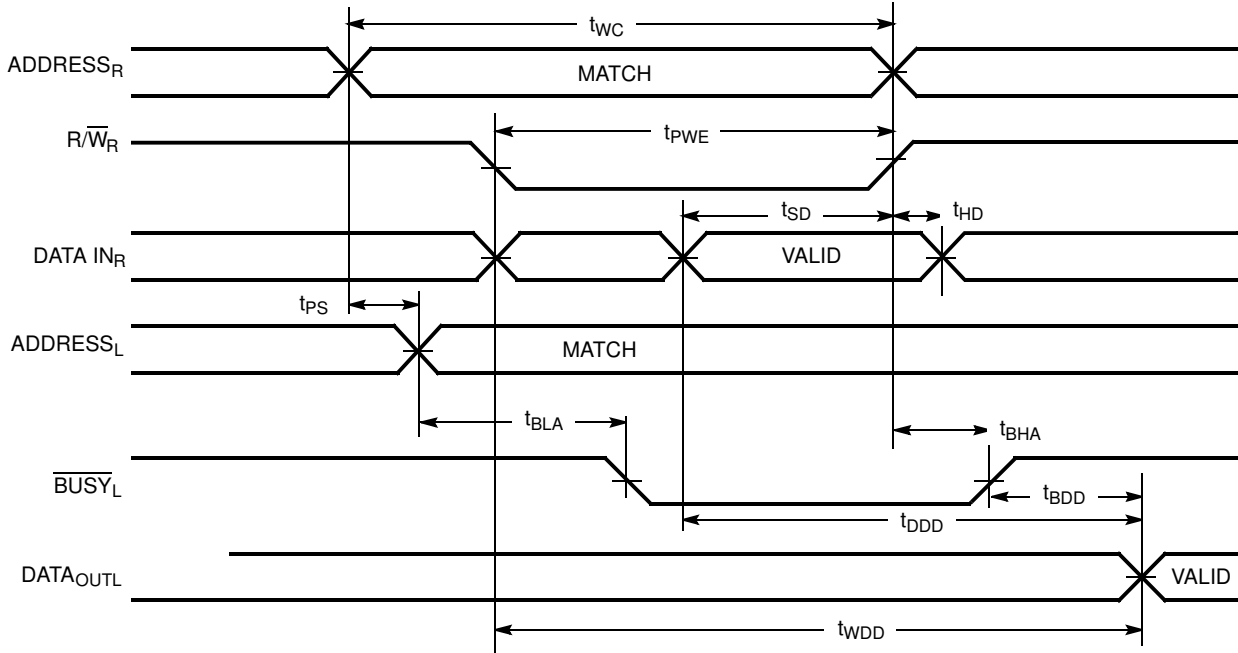 tWC
ADDRESSR
MATCH
R/W̅R
tPWE
tSD
tHD
DATA INR
VALID
tPS
ADDRESSL
MATCH
tBLA
tBHA
B̅U̅S̅Y̅L
tBDD
tDDD
DATAOUTL
VALID
tWDD